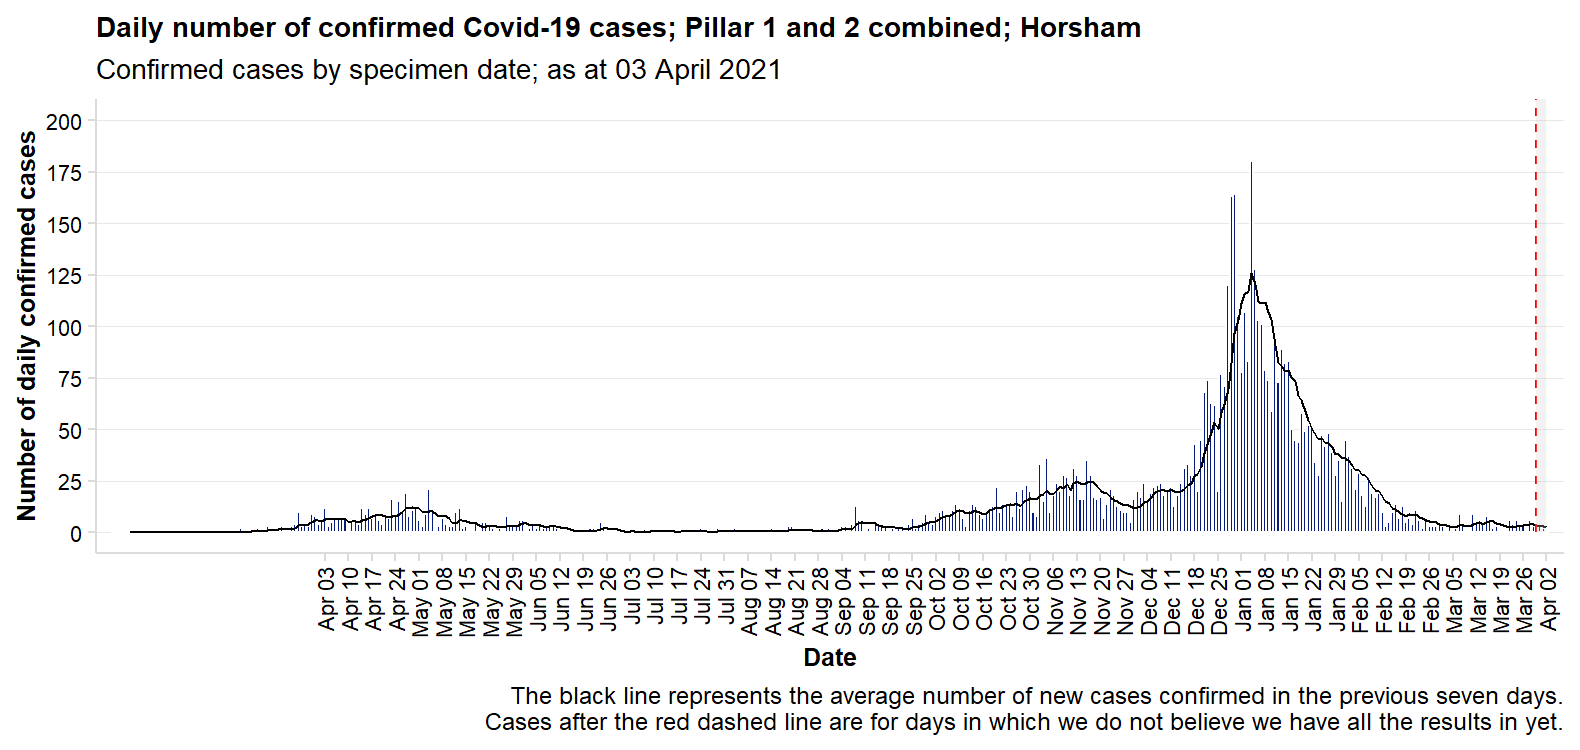 Daily number of confirmed Covid-19 cases; Pillar 1 and 2 combined; Horsham
Confirmed cases by specimen date; as at 03 April 2021
Number of daily confirmed cases
200
175
150
125
100
75
50
25
0
Apr 03
Apr 10
Apr 17
Apr 24
May 01
May 08
May 15
May 22
May 29
Jun 05
Jun 12
Jun 19
Jun 26
Jul 03
Jul 10
Jul 17
Jul 24
Jul 31
Aug 07
Aug 14
Aug 21
Aug 28
Sep 04
Sep 11
Sep 18
Sep 25
Oct 02
Oct 09
Oct 16
Oct 23
Oct 30
Nov 06
Nov 13
Nov 20
Nov 27
Dec 04
Dec 11
Dec 18
Dec 25
Jan 01
Jan 08
Jan 15
Jan 22
Jan 29
Feb 05
Feb 12
Feb 19
Feb 26
Mar 05
Mar 12
Mar 19
Mar 26
Apr 02
Date
The black line represents the average number of new cases confirmed in the previous seven days.
Cases after the red dashed line are for days in which we do not believe we have all the results in yet.